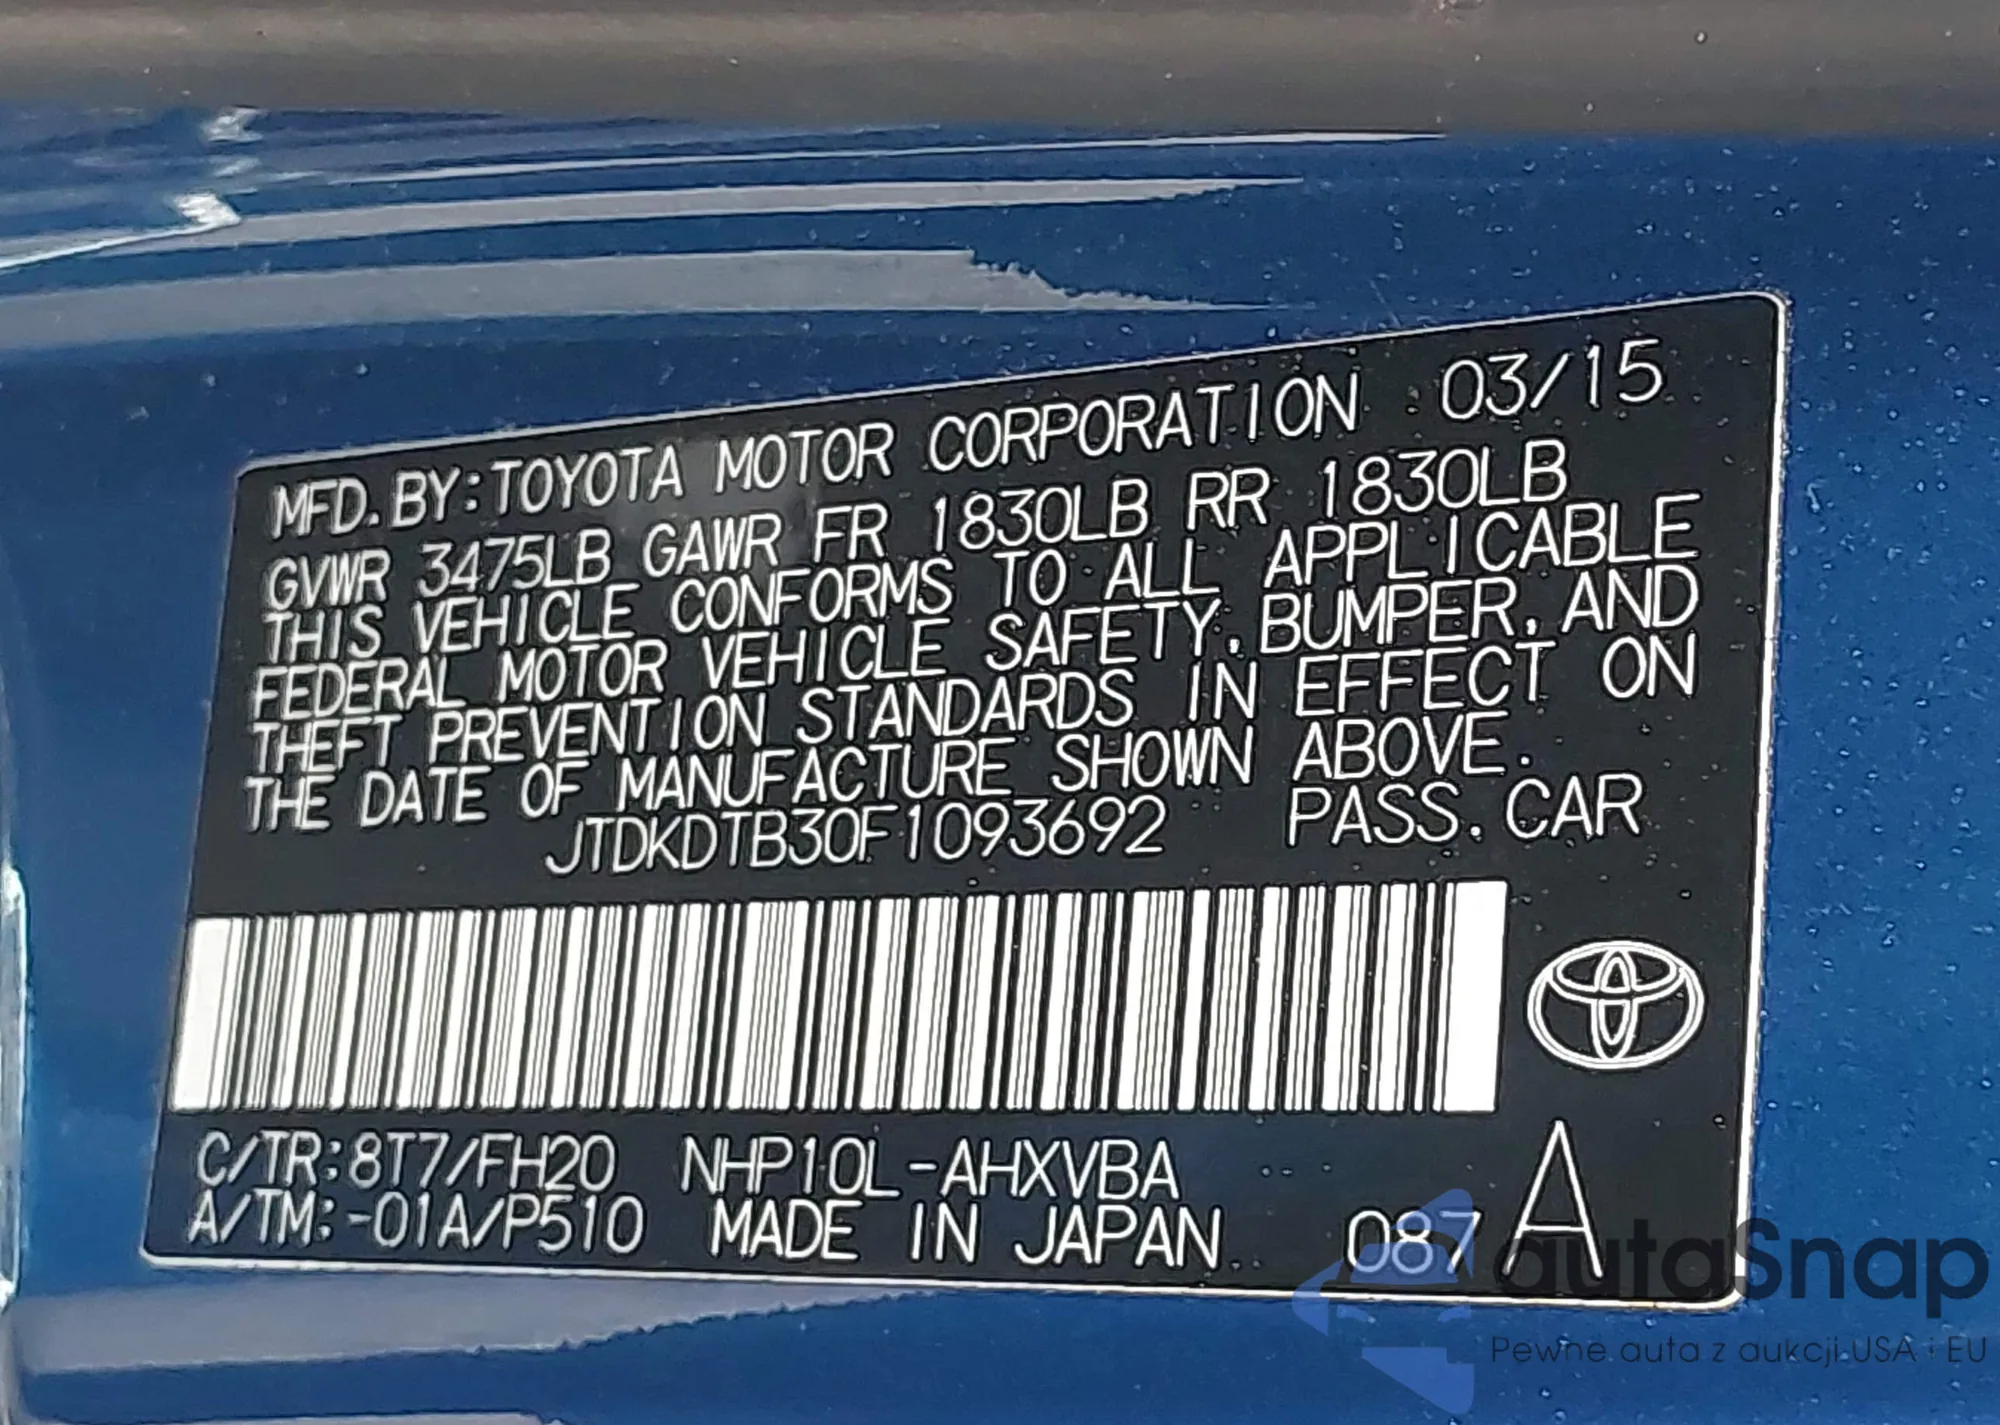 MFD. BY: TOYOTA MOTOR CORPORATION 03/15
GVWR 3475LB GAWR FR 1830LB RR 1830LB
THIS VEHICLE CONFORMS TO ALL APPLICABLE
FEDERAL MOTOR VEHICLE SAFETY, BUMPER, AND
THEFT PREVENTION STANDARDS IN EFFECT ON
THE DATE OF MANUFACTURE SHOWN ABOVE.
JTDKDTB30F1093692 PASS. CAR
C/TR: 8T7/FH20 NHP10L-AHXVBA
A/TM: -01A/P510 MADE IN JAPAN 087 A
autaSnap
Pewne auta z aukcji USA i EU